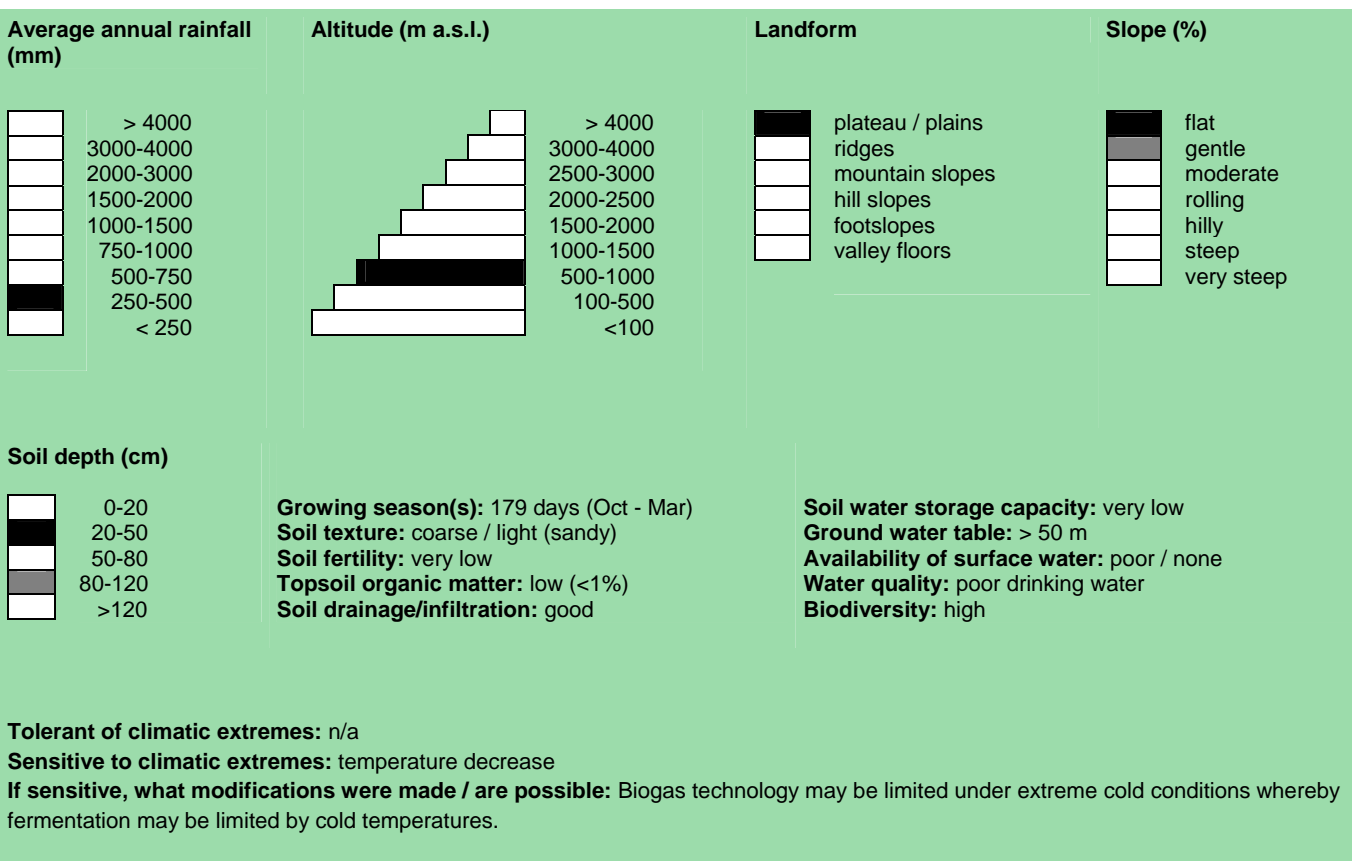 Average annual rainfall (mm)
Altitude (m a.s.l.)
Landform
Slope (%)
> 4000
3000-4000
2000-3000
1500-2000
1000-1500
750-1000
500-750
250-500
< 250
> 4000
3000-4000
2500-3000
2000-2500
1500-2000
1000-1500
500-1000
100-500
<100
plateau / plains
ridges
mountain slopes
hill slopes
footslopes
valley floors
flat
gentle
moderate
rolling
hilly
steep
very steep
Soil depth (cm)
0-20
20-50
50-80
80-120
>120
Growing season(s): 179 days (Oct - Mar)
Soil texture: coarse / light (sandy)
Soil fertility: very low
Topsoil organic matter: low (<1%)
Soil drainage/infiltration: good
Soil water storage capacity: very low
Ground water table: > 50 m
Availability of surface water: poor / none
Water quality: poor drinking water
Biodiversity: high
Tolerant of climatic extremes: n/a
Sensitive to climatic extremes: temperature decrease
If sensitive, what modifications were made / are possible: Biogas technology may be limited under extreme cold conditions whereby
fermentation may be limited by cold temperatures.